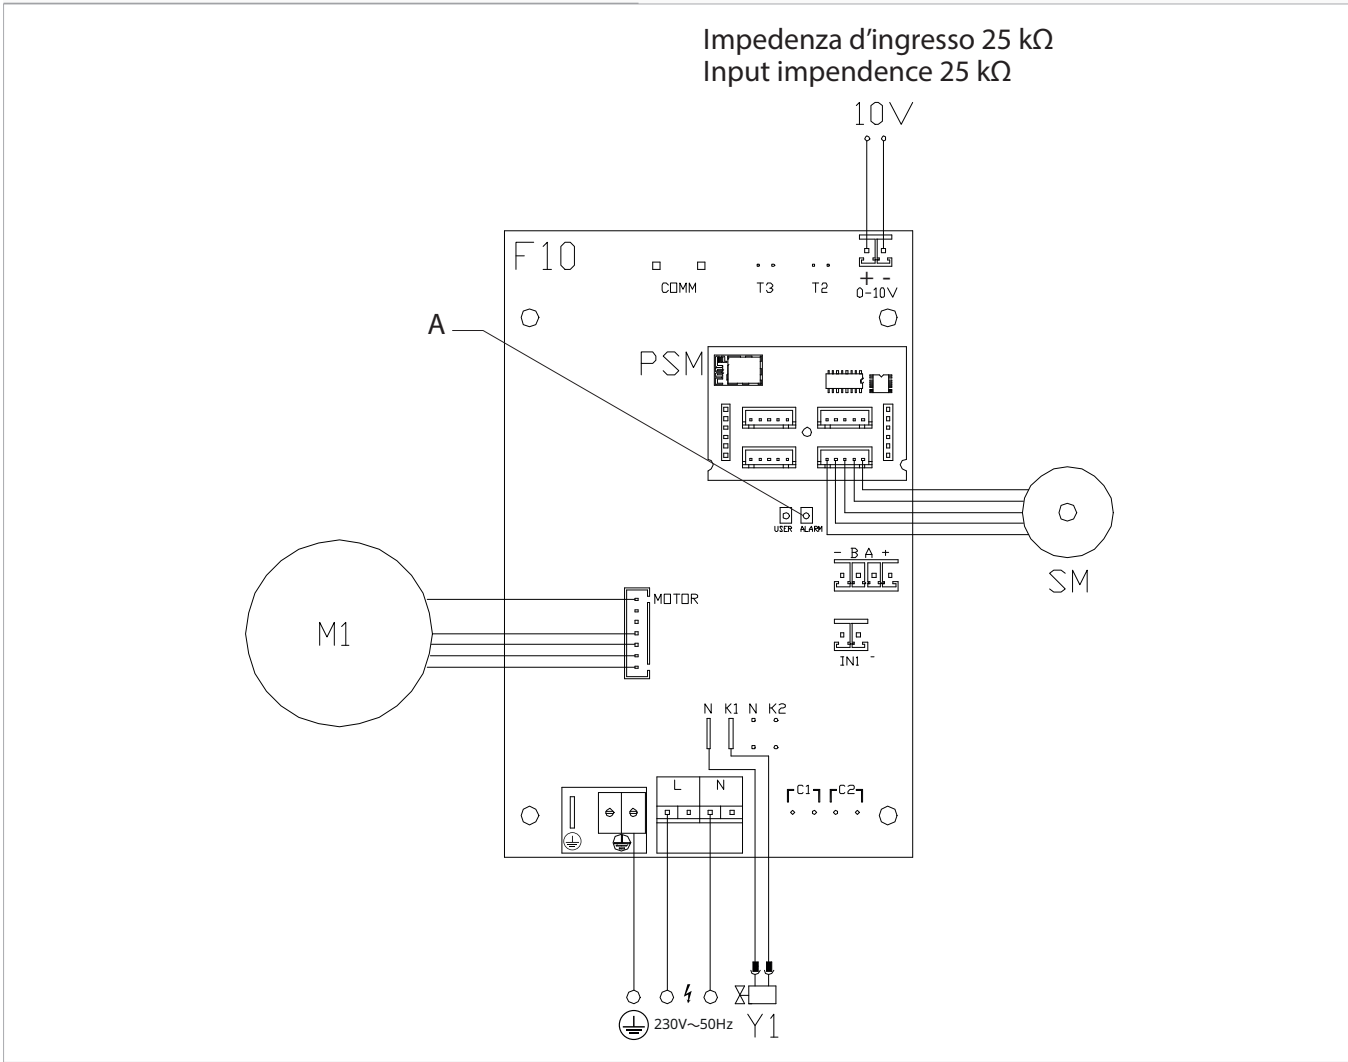 Impedenza d’ingresso 25 kΩ
Input impendence 25 kΩ
10V
F10
COMM T3 T2
+ -
0-10V
A
PSM
USER ALARM
- B A +
SM
MOTOR
M1
IN1 -
N K1 N K2
L N
C1 C2
230V~50Hz
Y1